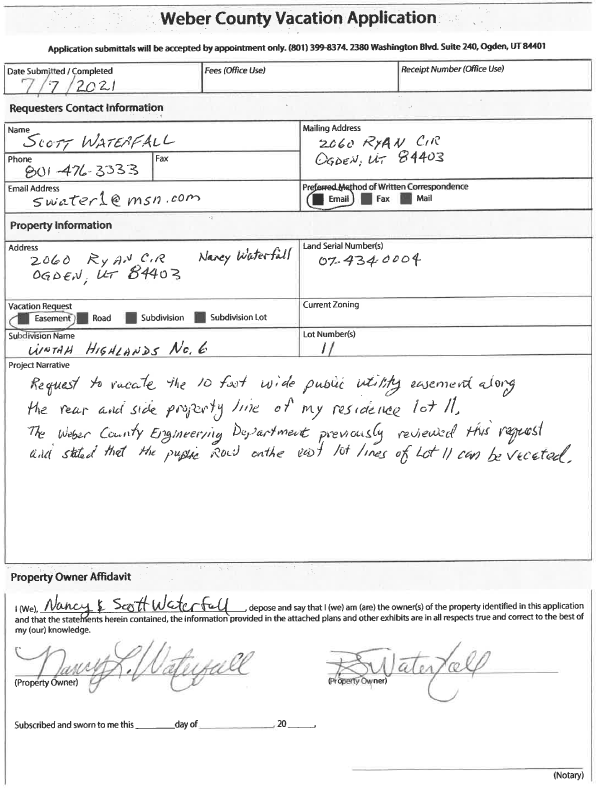 Weber County Vacation Application
Application submittals will be accepted by appointment only. (801) 399-8374. 2380 Washington Blvd. Suite 240, Ogden, UT 84401
Date Submitted / Completed
7/7/2021
Fees (Office Use)
Receipt Number (Office Use)
Requesters Contact Information
Name
SCOTT WATERFALL
Mailing Address
2060 RYAN CIR
OGDEN, UT 84403
Phone
801-476-3333
Fax
Email Address
swater1@msn.com
Preferred Method of Written Correspondence
Email Fax Mail
Property Information
Address
2060 RYAN CIR Nancy Waterfall
OGDEN, UT 84403
Land Serial Number(s)
07-434-0004
Vacation Request
Easement Road Subdivision Subdivision Lot
Current Zoning
Subdivision Name
UINTAH HIGHLANDS NO. 6
Lot Number(s)
11
Project Narrative
Request to vacate the 10 foot wide public utility easement along
the rear and side property line of my residence lot 11.
The Weber County Engineering Department previously reviewed this request
and stated that the on the east lot lines of Lot 11 can be vacated.
Property Owner Affidavit
I (We), Nancy & Scott Waterfall, depose and say that I (we) am (are) the owner(s) of the property identified in this application
and that the statements herein contained, the information provided in the attached plans and other exhibits are in all respects true and correct to the best of
my (our) knowledge.
Nancy L. Waterfall
(Property Owner)
RSWaterfall
(Property Owner)
Subscribed and sworn to me this ______ day of ____________, 20 ____,
(Notary)